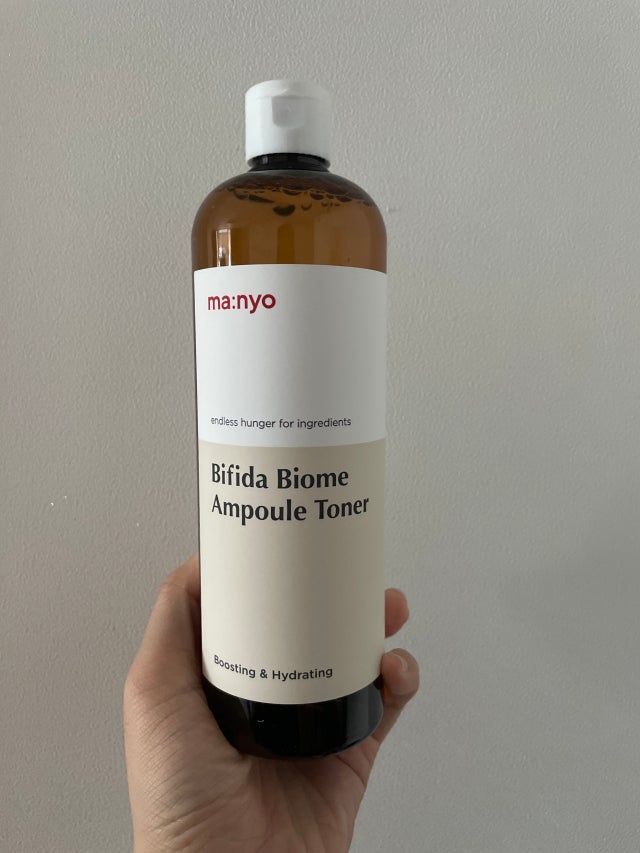 ma:nyo
endless hunger for ingredients
Bifida Biome
Ampoule Toner
Boosting & Hydrating